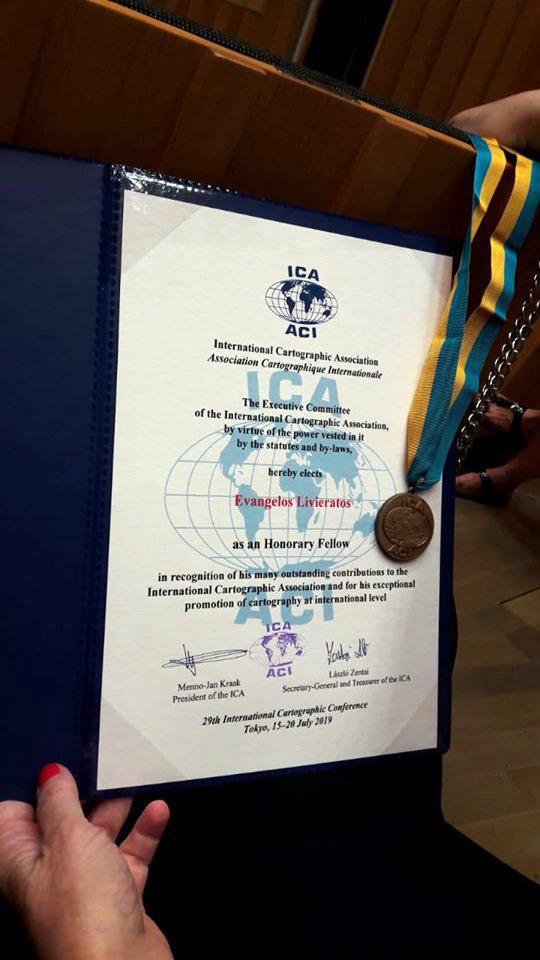 ICA
ACI
International Cartographic Association
Association Cartographique Internationale
ICA
The Executive Committee
of the International Cartographic Association,
by virtue of the power vested in it
by the statutes and by-laws,
hereby elects
Evangelos Livieratos
as an Honorary Fellow
in recognition of his many outstanding contributions to the
International Cartographic Association and for his exceptional
promotion of cartography at international level
ACI
ICA
ACI
Menno-Jan Kraak
President of the ICA
László Zentai
Secretary-General and Treasurer of the ICA
29th International Cartographic Conference
Tokyo, 15–20 July 2019
ICA
ACI